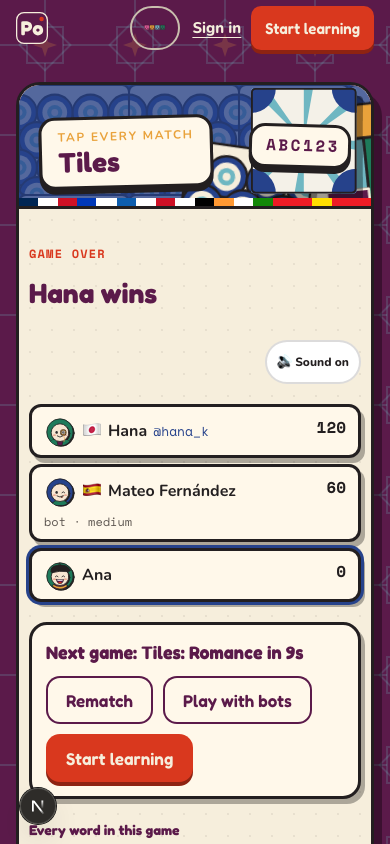 Po
Sign in
Start learning
TAP EVERY MATCH
Tiles
ABC123
GAME OVER
Hana wins
Sound on
Hana @hana_k
120
Mateo Fernández
60
bot · medium
Ana
0
Next game: Tiles: Romance in 9s
Rematch
Play with bots
Start learning
N
Every word in this game